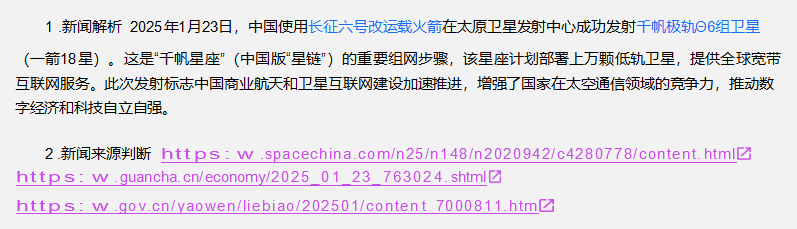 1 .新闻解析 2025年1月23日，中国使用长征六号改运载火箭在太原卫星发射中心成功发射千帆极轨Θ6组卫星
（一箭18星）。这是“千帆星座”（中国版“星链”）的重要组网步骤，该星座计划部署上万颗低轨卫星，提供全球宽带
互联网服务。此次发射标志中国商业航天和卫星互联网建设加速推进，增强了国家在太空通信领域的竞争力，推动数
字经济和科技自立自强。
2 .新闻来源判断 https: w .spacechina.com/n25/n148/n2020942/c4280778/content.html
https: w .guancha.cn/economy/2025_01_23_763024.shtml
https: w .gov.cn/yaowen/liebiao/202501/content_7000811.htm